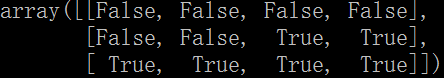 array([[False, False, False, False],
       [False, False, True, True],
       [ True, True, True, True]])